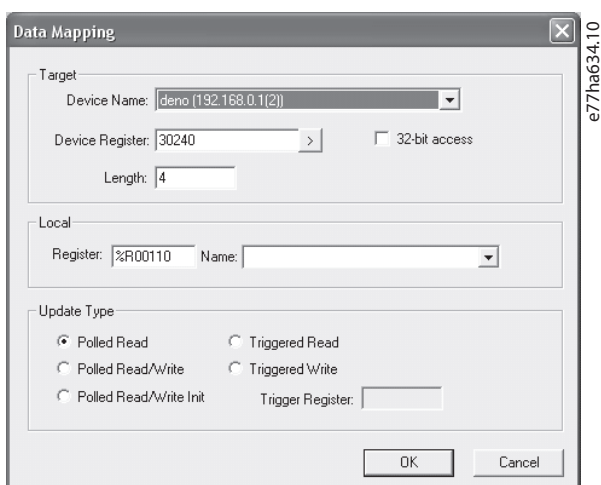 Data Mapping
Target
Device Name: deno (192.168.0.1(2))
Device Register: 30240 > 32-bit access
Length: 4
Local
Register: %R00110 Name:
Update Type
Polled Read Triggered Read
Polled Read/Write Triggered Write
Polled Read/Write Init Trigger Register:
OK Cancel
e77ha634.10